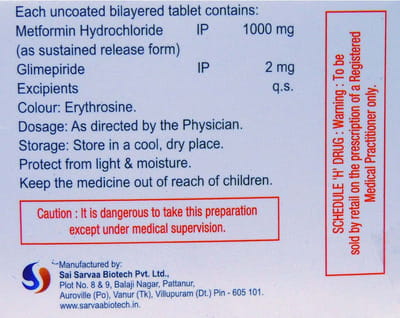 Each uncoated bilayered tablet contains:
Metformin Hydrochloride IP 1000 mg
(as sustained release form)
Glimepiride IP 2 mg
Excipients q.s.
Colour: Erythrosine.
Dosage: As directed by the Physician.
Storage: Store in a cool, dry place.
Protect from light & moisture.
Keep the medicine out of reach of children.
Caution : It is dangerous to take this preparation
except under medical supervision.
SCHEDULE 'H' DRUG : Warning : To be
sold by retail on the prescription of a Registered
Medical Practitioner only.
Manufactured by:
Sai Sarvaa Biotech Pvt. Ltd.,
Plot No. 8 & 9, Balaji Nagar, Pattanur,
Auroville (Po), Vanur (Tk), Villupuram (Dt.) Pin - 605 101.
www.sarvaabiotech.in.